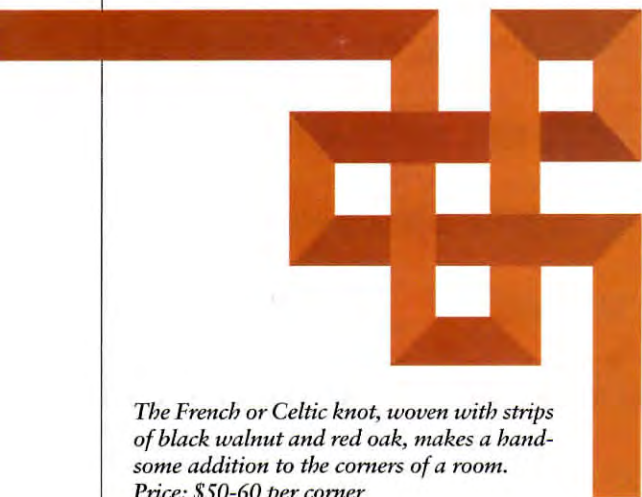 The French or Celtic knot, woven with strips
of black walnut and red oak, makes a hand-
some addition to the corners of a room.
Price: $50-60 per corner